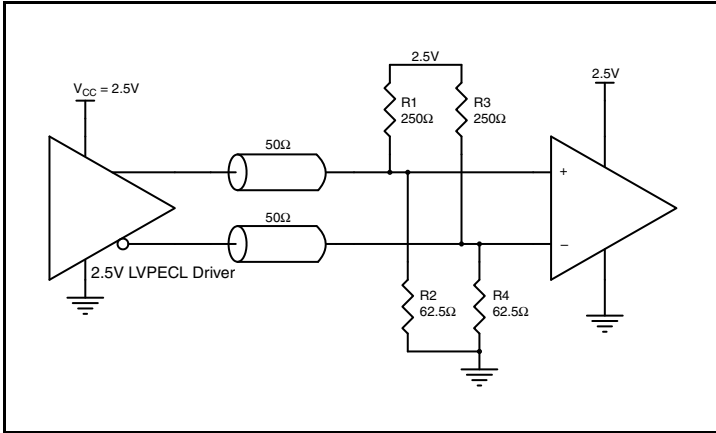 2.5V
V_CC = 2.5V
2.5V
R1
250Ω
R3
250Ω
50Ω
+
50Ω
–
2.5V LVPECL Driver
R2
62.5Ω
R4
62.5Ω